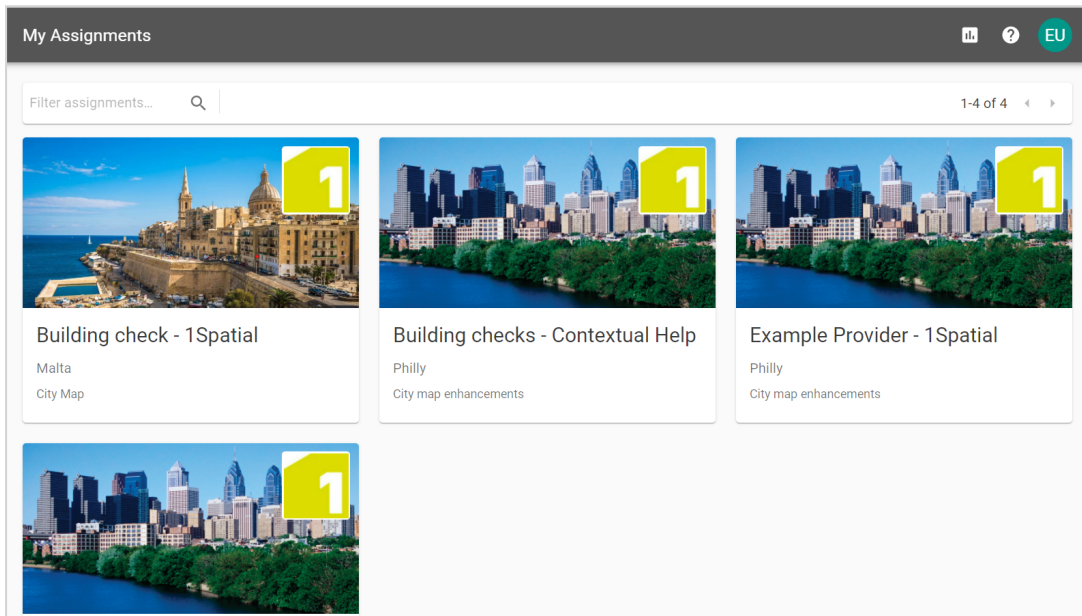 My Assignments
EU
Filter assignments...
1-4 of 4
1
1
1
Building check - 1Spatial
Malta
City Map
Building checks - Contextual Help
Philly
City map enhancements
Example Provider - 1Spatial
Philly
City map enhancements
1